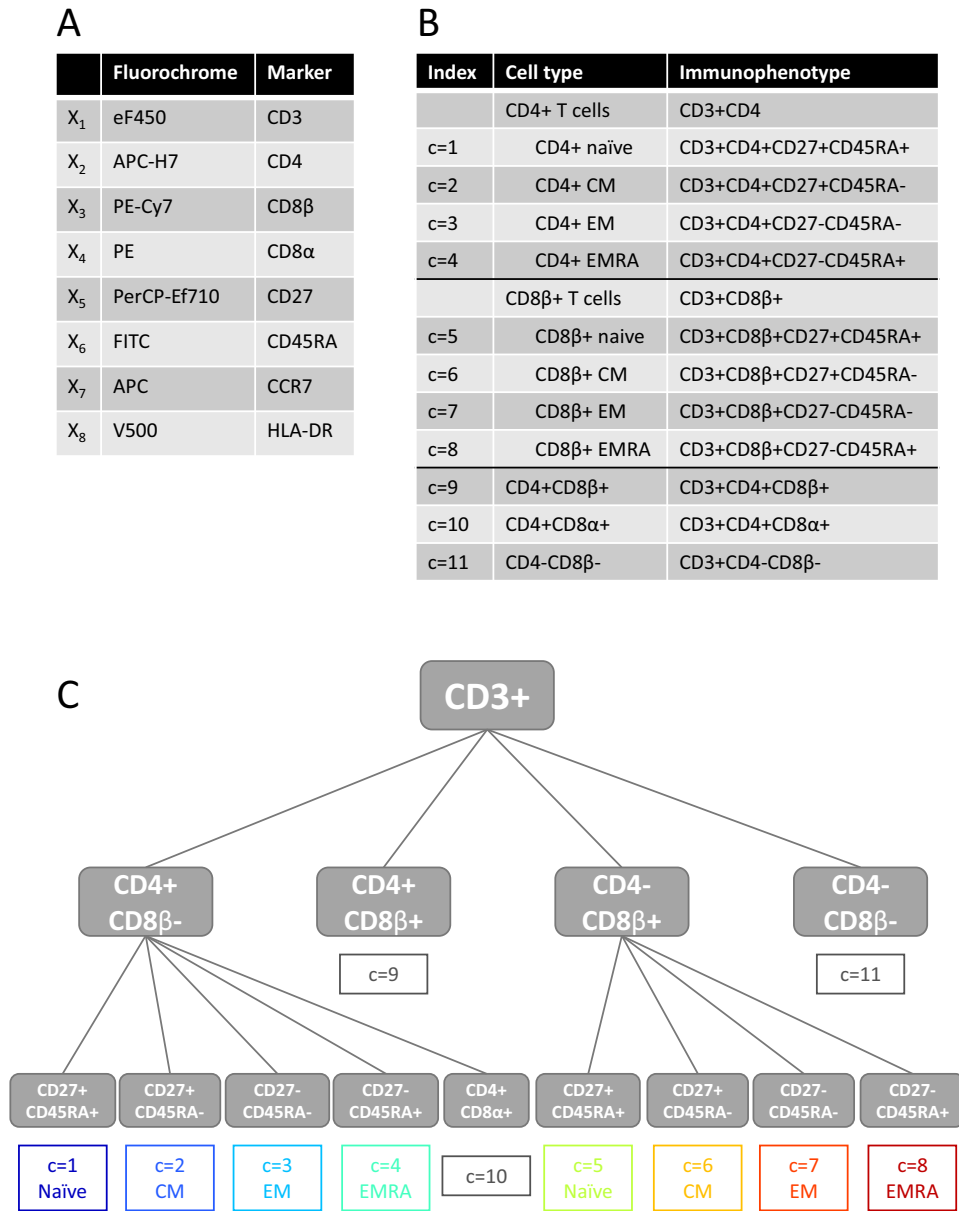 A
Fluorochrome Marker
X1 eF450 CD3
X2 APC-H7 CD4
X3 PE-Cy7 CD8β
X4 PE CD8α
X5 PerCP-Ef710 CD27
X6 FITC CD45RA
X7 APC CCR7
X8 V500 HLA-DR
B
Index Cell type Immunophenotype
CD4+ T cells CD3+CD4
c=1 CD4+ naïve CD3+CD4+CD27+CD45RA+
c=2 CD4+ CM CD3+CD4+CD27+CD45RA-
c=3 CD4+ EM CD3+CD4+CD27-CD45RA-
c=4 CD4+ EMRA CD3+CD4+CD27-CD45RA+
CD8β+ T cells CD3+CD8β+
c=5 CD8β+ naive CD3+CD8β+CD27+CD45RA+
c=6 CD8β+ CM CD3+CD8β+CD27+CD45RA-
c=7 CD8β+ EM CD3+CD8β+CD27-CD45RA-
c=8 CD8β+ EMRA CD3+CD8β+CD27-CD45RA+
c=9 CD4+CD8β+ CD3+CD4+CD8β+
c=10 CD4+CD8α+ CD3+CD4+CD8α+
c=11 CD4-CD8β- CD3+CD4-CD8β-
C
CD3+
CD4+ CD4+ CD4- CD4-
CD8β- CD8β+ CD8β+ CD8β-
c=9 c=11
CD27+ CD27+ CD27- CD27- CD4+ CD27+ CD27+ CD27- CD27-
CD45RA+ CD45RA- CD45RA- CD45RA+ CD8α+ CD45RA+ CD45RA- CD45RA- CD45RA+
c=1 c=2 c=3 c=4 c=10 c=5 c=6 c=7 c=8
Naïve CM EM EMRA Naïve CM EM EMRA